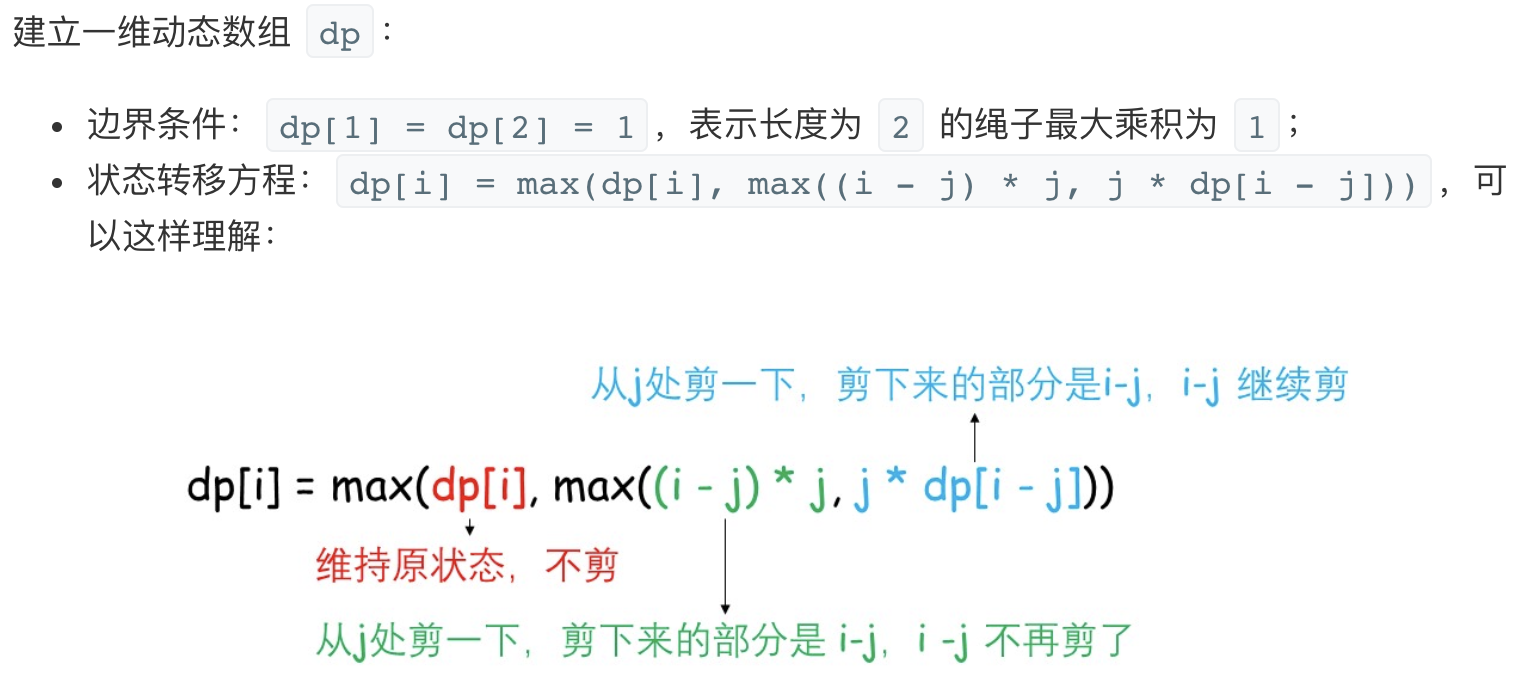 建立一维动态数组 dp ：
• 边界条件：dp[1] = dp[2] = 1，表示长度为 2 的绳子最大乘积为 1；
• 状态转移方程：dp[i] = max(dp[i], max((i - j) * j, j * dp[i - j]))，可
以这样理解：
从j处剪一下，剪下来的部分是i-j，i-j 继续剪
dp[i] = max(dp[i], max((i - j) * j, j * dp[i - j]))
维持原状态，不剪
从j处剪一下，剪下来的部分是 i-j，i -j 不再剪了